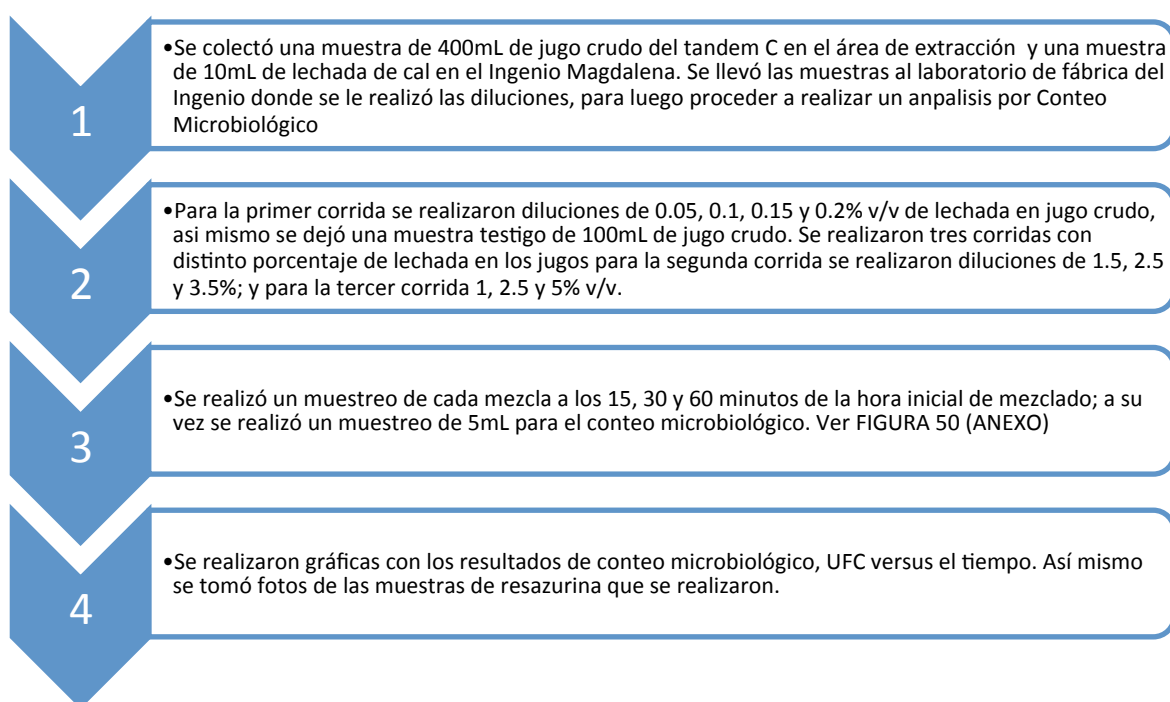 1
•Se colectó una muestra de 400mL de jugo crudo del tandem C en el área de extracción y una muestra
de 10mL de lechada de cal en el Ingenio Magdalena. Se llevó las muestras al laboratorio de fábrica del
Ingenio donde se le realizó las diluciones, para luego proceder a realizar un anpalisis por Conteo
Microbiológico
2
•Para la primer corrida se realizaron diluciones de 0.05, 0.1, 0.15 y 0.2% v/v de lechada en jugo crudo,
asi mismo se dejó una muestra testigo de 100mL de jugo crudo. Se realizaron tres corridas con
distinto porcentaje de lechada en los jugos para la segunda corrida se realizaron diluciones de 1.5, 2.5
y 3.5%; y para la tercer corrida 1, 2.5 y 5% v/v.
3
•Se realizó un muestreo de cada mezcla a los 15, 30 y 60 minutos de la hora inicial de mezclado; a su
vez se realizó un muestreo de 5mL para el conteo microbiológico. Ver FIGURA 50 (ANEXO)
4
•Se realizaron gráficas con los resultados de conteo microbiológico, UFC versus el tiempo. Así mismo
se tomó fotos de las muestras de resazurina que se realizaron.